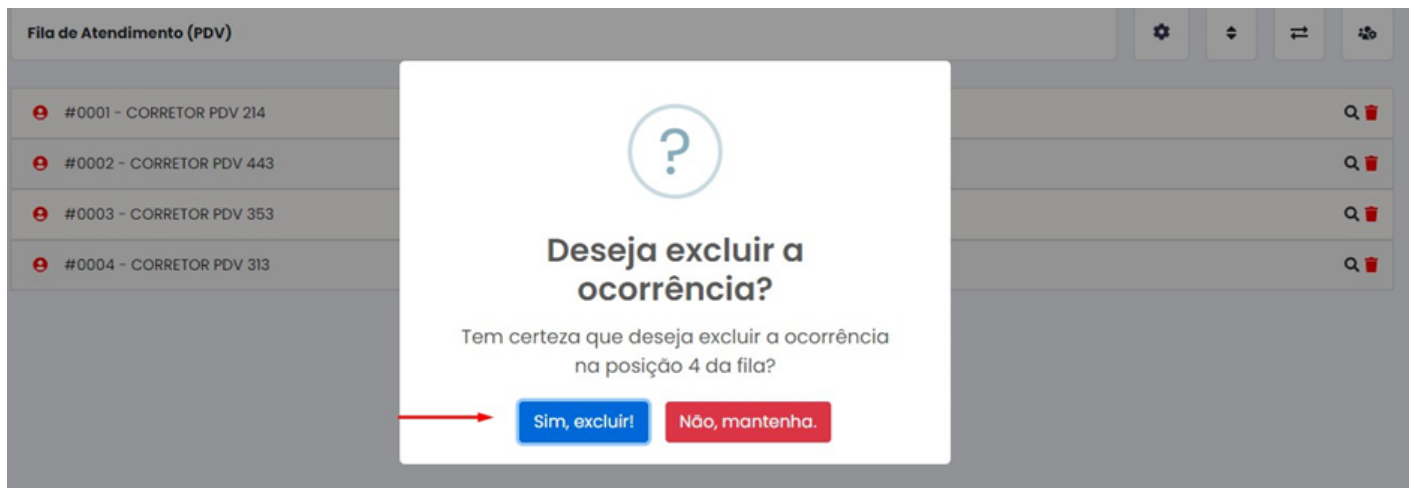 Fila de Atendimento (PDV)
#0001 - CORRETOR PDV 214
#0002 - CORRETOR PDV 443
#0003 - CORRETOR PDV 353
#0004 - CORRETOR PDV 313
?
Deseja excluir a
ocorrência?
Tem certeza que deseja excluir a ocorrência
na posição 4 da fila?
Sim, excluir! Não, mantenha.